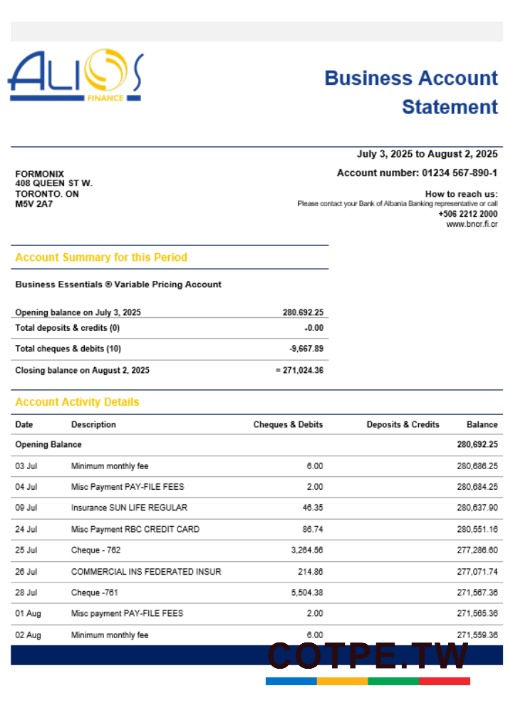 ALIOS
FINANCE
Business Account
Statement
July 3, 2025 to August 2, 2025
Account number: 01234 567-890-1
FORMONIX
408 QUEEN ST W.
TORONTO. ON
M5V 2A7
How to reach us:
Please contact your Bank of Albania Banking representative or call
+506 2212 2000
www.bncr.fi.cr
Account Summary for this Period
Business Essentials ® Variable Pricing Account
Opening balance on July 3, 2025 280.692.25
Total deposits & credits (0) -0.00
Total cheques & debits (10) -9,667.89
Closing balance on August 2, 2025 = 271,024.36
Account Activity Details
Date Description Cheques & Debits Deposits & Credits Balance
Opening Balance 280,692.25
03 Jul Minimum monthly fee 6.00 280,686.25
04 Jul Misc Payment PAY-FILE FEES 2.00 280,684.25
09 Jul Insurance SUN LIFE REGULAR 46.35 280,637.90
24 Jul Misc Payment RBC CREDIT CARD 86.74 280,551.16
25 Jul Cheque - 762 3,264.56 277,286.60
26 Jul COMMERCIAL INS FEDERATED INSUR 214.86 277,071.74
28 Jul Cheque -761 5,504.38 271,567.36
01 Aug Misc payment PAY-FILE FEES 2.00 271,565.36
02 Aug Minimum monthly fee 6.00 271,559.36
COTPE.TW